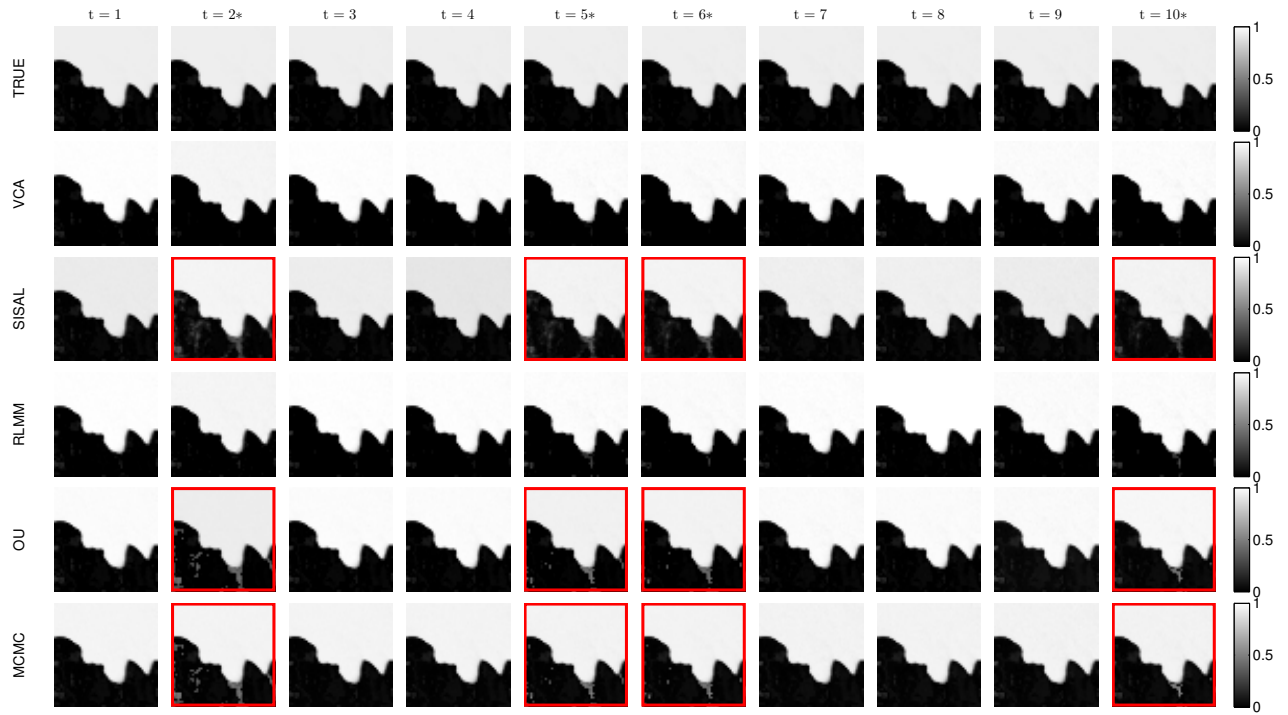 t = 1 t = 2* t = 3 t = 4 t = 5* t = 6* t = 7 t = 8 t = 9 t = 10*
TRUE
1
0.5
0
VCA
1
0.5
0
SISAL
1
0.5
0
RLMM
1
0.5
0
OU
1
0.5
0
MCMC
1
0.5
0